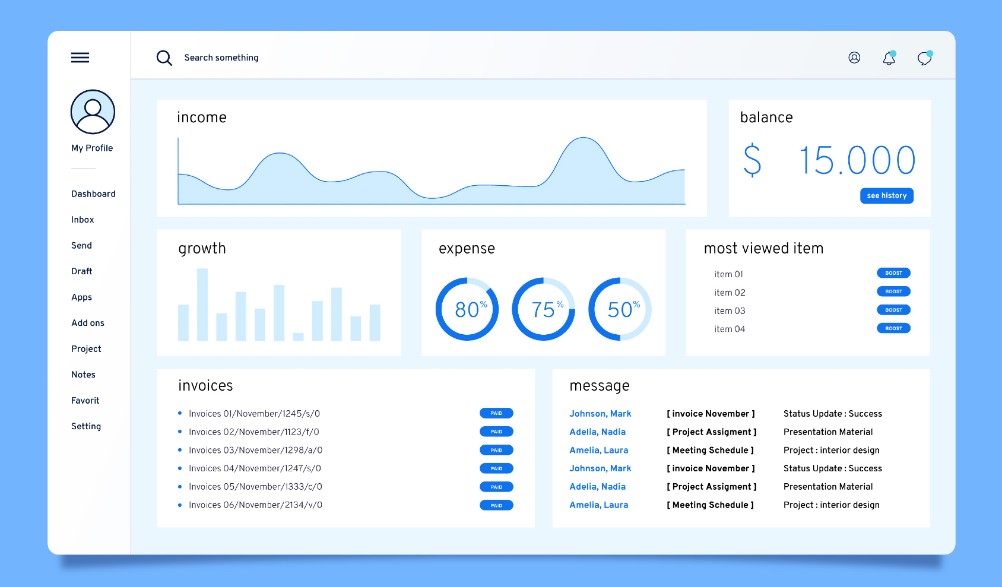 Search something
My Profile
Dashboard
Inbox
Send
Draft
Apps
Add ons
Project
Notes
Favorit
Setting
income
balance
$ 15.000
see history
growth
expense
80%
75%
50%
most viewed item
item 01 BOOST
item 02 BOOST
item 03 BOOST
item 04 BOOST
invoices
Invoices 01/November/1245/s/0 PAID
Invoices 02/November/1123/f/0 PAID
Invoices 03/November/1298/a/0 PAID
Invoices 04/November/1247/s/0 PAID
Invoices 05/November/1333/c/0 PAID
Invoices 06/November/2134/v/0 PAID
message
Johnson, Mark [ invoice November ] Status Update : Success
Adelia, Nadia [ Project Assigment ] Presentation Material
Amelia, Laura [ Meeting Schedule ] Project : interior design
Johnson, Mark [ invoice November ] Status Update : Success
Adelia, Nadia [ Project Assigment ] Presentation Material
Amelia, Laura [ Meeting Schedule ] Project : interior design